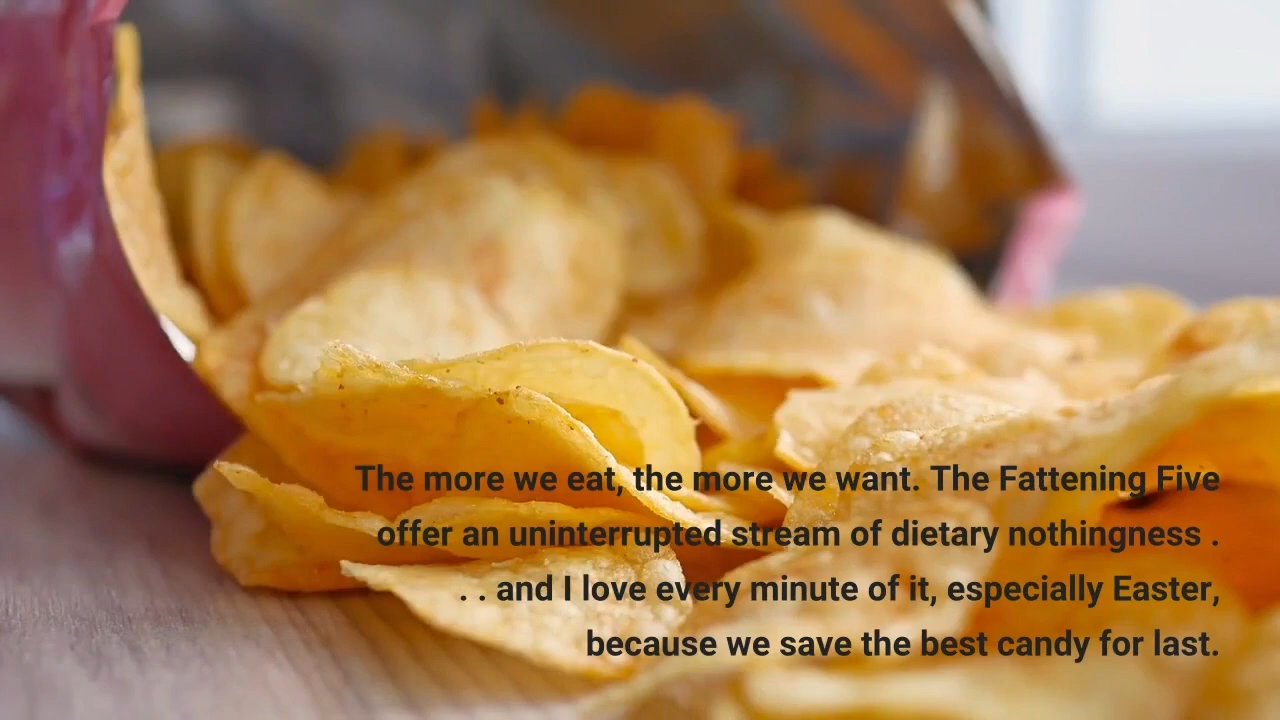 The more we eat, the more we want. The Fattening Five
offer an uninterrupted stream of dietary nothingness .
. . and I love every minute of it, especially Easter,
because we save the best candy for last.